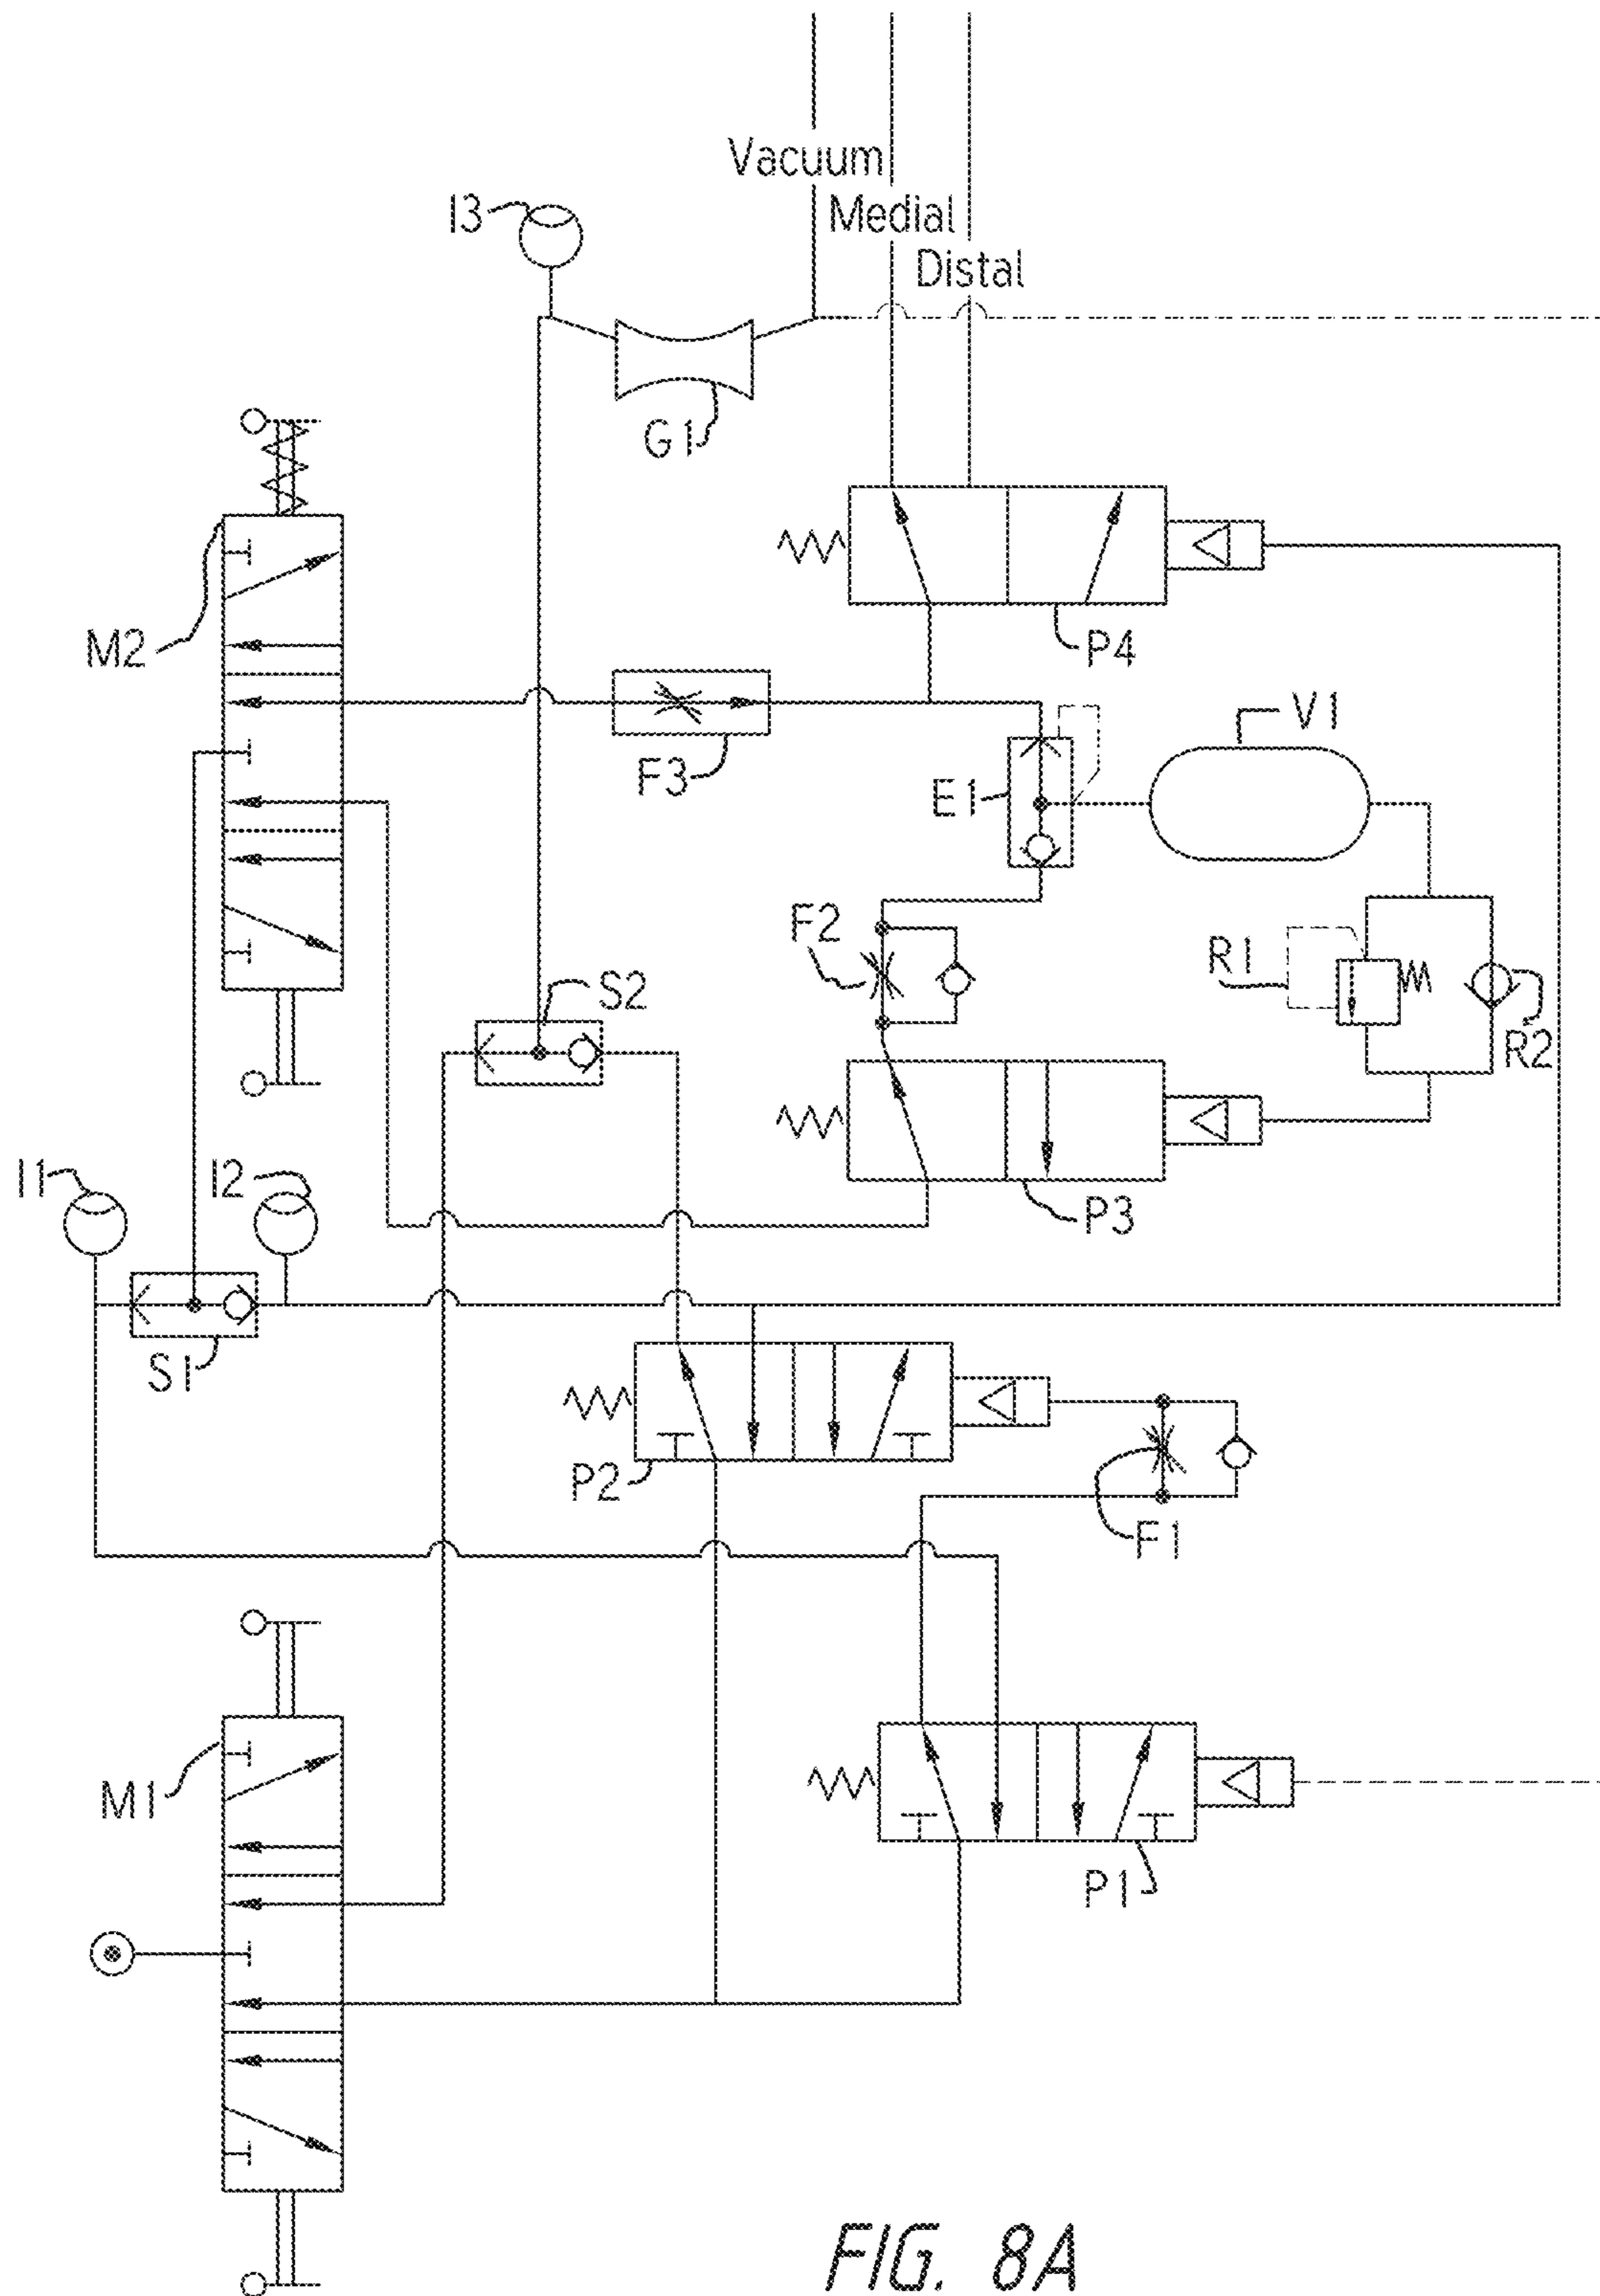 Vacuum
I3
Medial
Distal
G1
M2
P4
V1
F3
E1
F2
R1
S2
R2
I1
I2
P3
S1
P2
F1
M1
P1
FIG. 8A